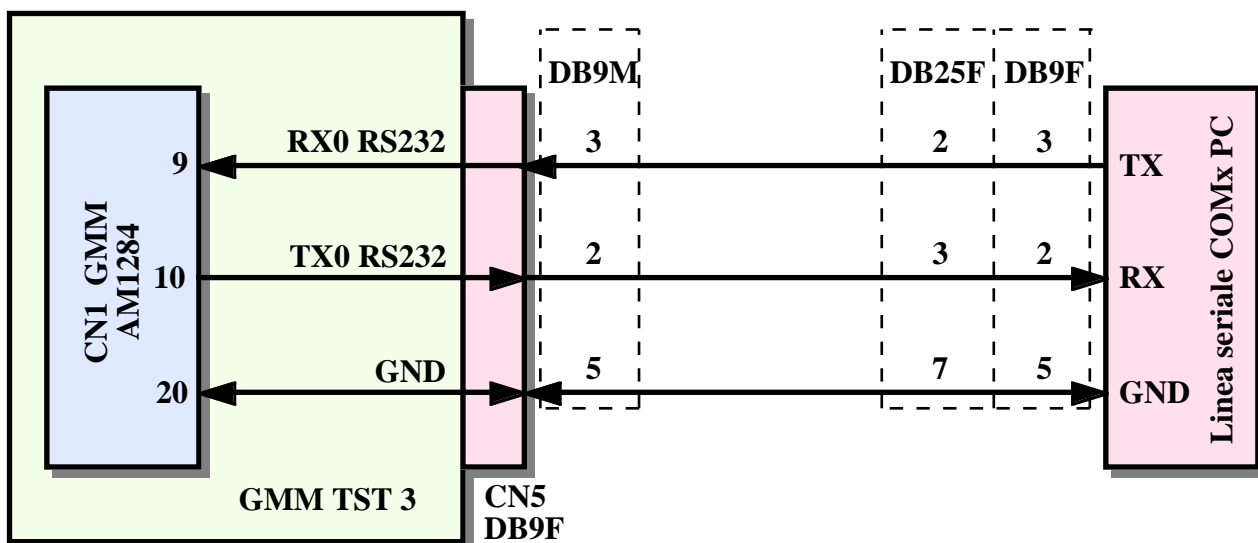 DB9M
DB25F DB9F
RX0 RS232
3
2
3
9
TX
TX0 RS232
2
3
2
10
RX
GND
5
7
5
20
GND
CN1 GMM
AM1284
Linea seriale COMx PC
GMM TST 3
CN5
DB9F